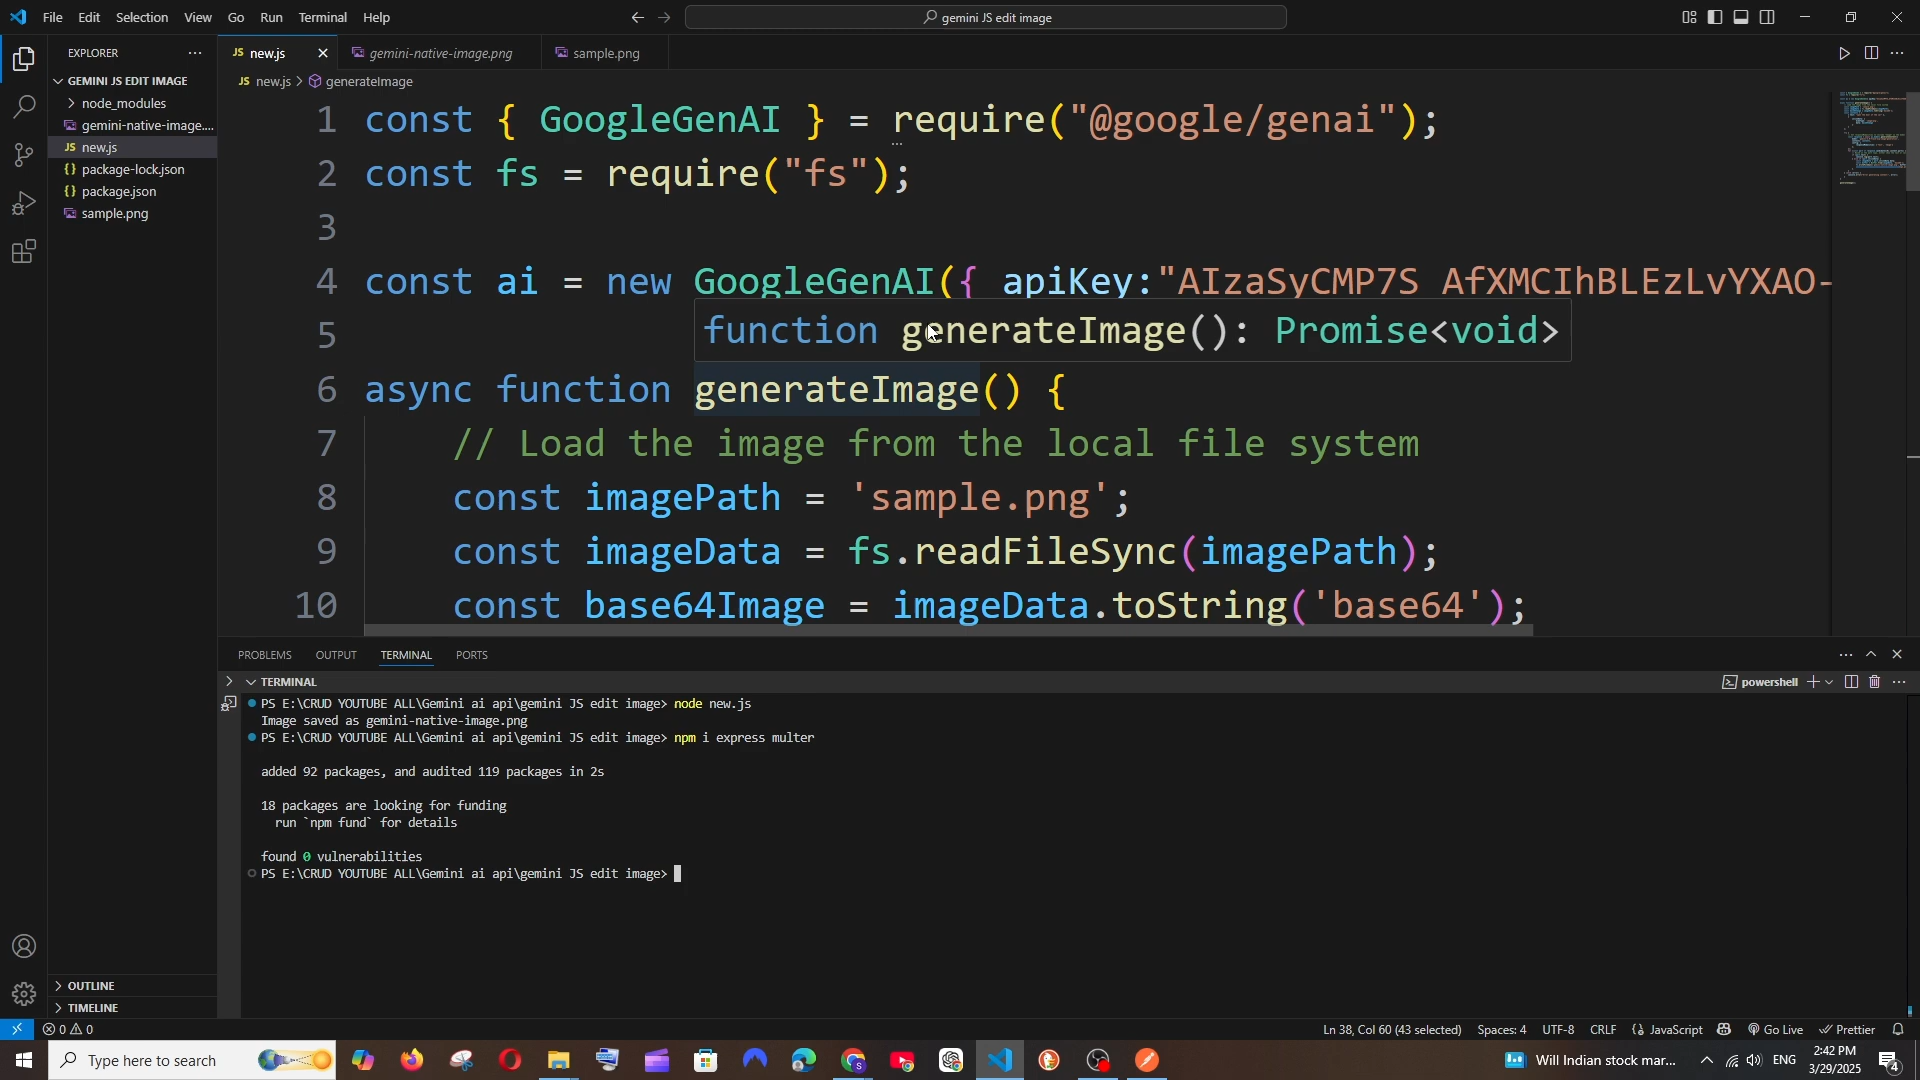 File Edit Selection View Go Run Terminal Help
gemini JS edit image
EXPLORER
GEMINI JS EDIT IMAGE
node_modules
gemini-native-image....
JS new.js
{} package-lock.json
{} package.json
sample.png
OUTLINE
TIMELINE
JS new.js gemini-native-image.png sample.png
JS new.js > generateImage
1 const { GoogleGenAI } = require("@google/genai");
2 const fs = require("fs");
3
4 const ai = new GoogleGenAI({ apiKey:"AIzaSyCMP7S_AfXMCIhBLEzLvYXAO-
function generateImage(): Promise<void>
5
6 async function generateImage() {
7 // Load the image from the local file system
8 const imagePath = 'sample.png';
9 const imageData = fs.readFileSync(imagePath);
10 const base64Image = imageData.toString('base64');
PROBLEMS OUTPUT TERMINAL PORTS
TERMINAL
powershell
PS E:\CRUD YOUTUBE ALL\Gemini ai api\gemini JS edit image> node new.js
Image saved as gemini-native-image.png
PS E:\CRUD YOUTUBE ALL\Gemini ai api\gemini JS edit image> npm i express multer
added 92 packages, and audited 119 packages in 2s
18 packages are looking for funding
run `npm fund` for details
found 0 vulnerabilities
PS E:\CRUD YOUTUBE ALL\Gemini ai api\gemini JS edit image>
0 0
Ln 38, Col 60 (43 selected) Spaces: 4 UTF-8 CRLF JavaScript Go Live Prettier
Type here to search
Will Indian stock mar...
ENG
2:42 PM
3/29/2025
4